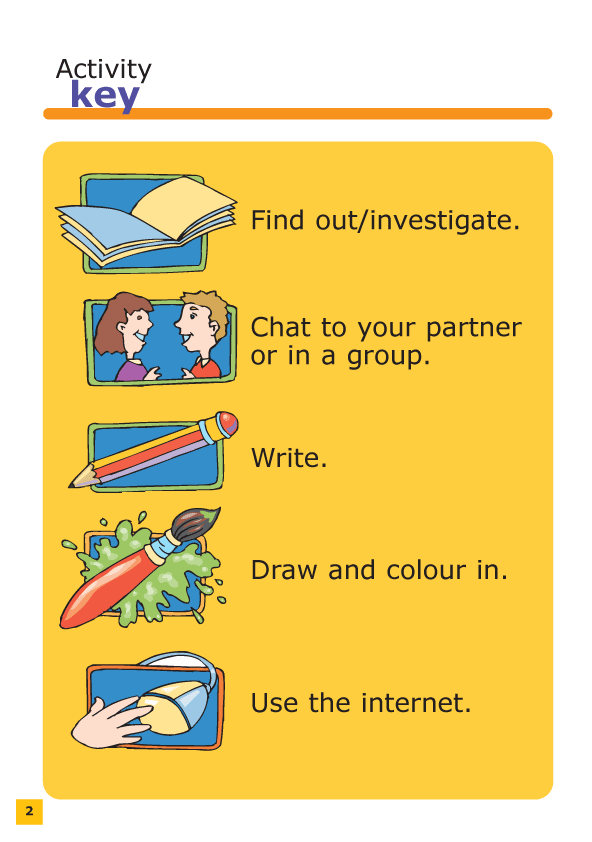 Activity
key
Find out/investigate.
Chat to your partner
or in a group.
Write.
Draw and colour in.
Use the internet.
2